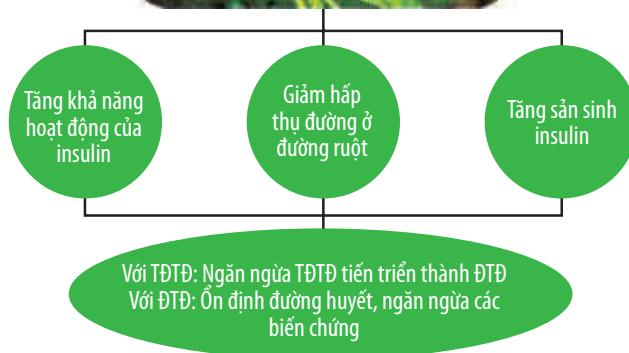 Tăng khả năng
hoạt động của
insulin
Giảm hấp
thụ đường ở
đường ruột
Tăng sản sinh
insulin
Với TĐTĐ: Ngăn ngừa TĐTĐ tiến triển thành ĐTĐ
Với ĐTĐ: Ổn định đường huyết, ngăn ngừa các
biến chứng